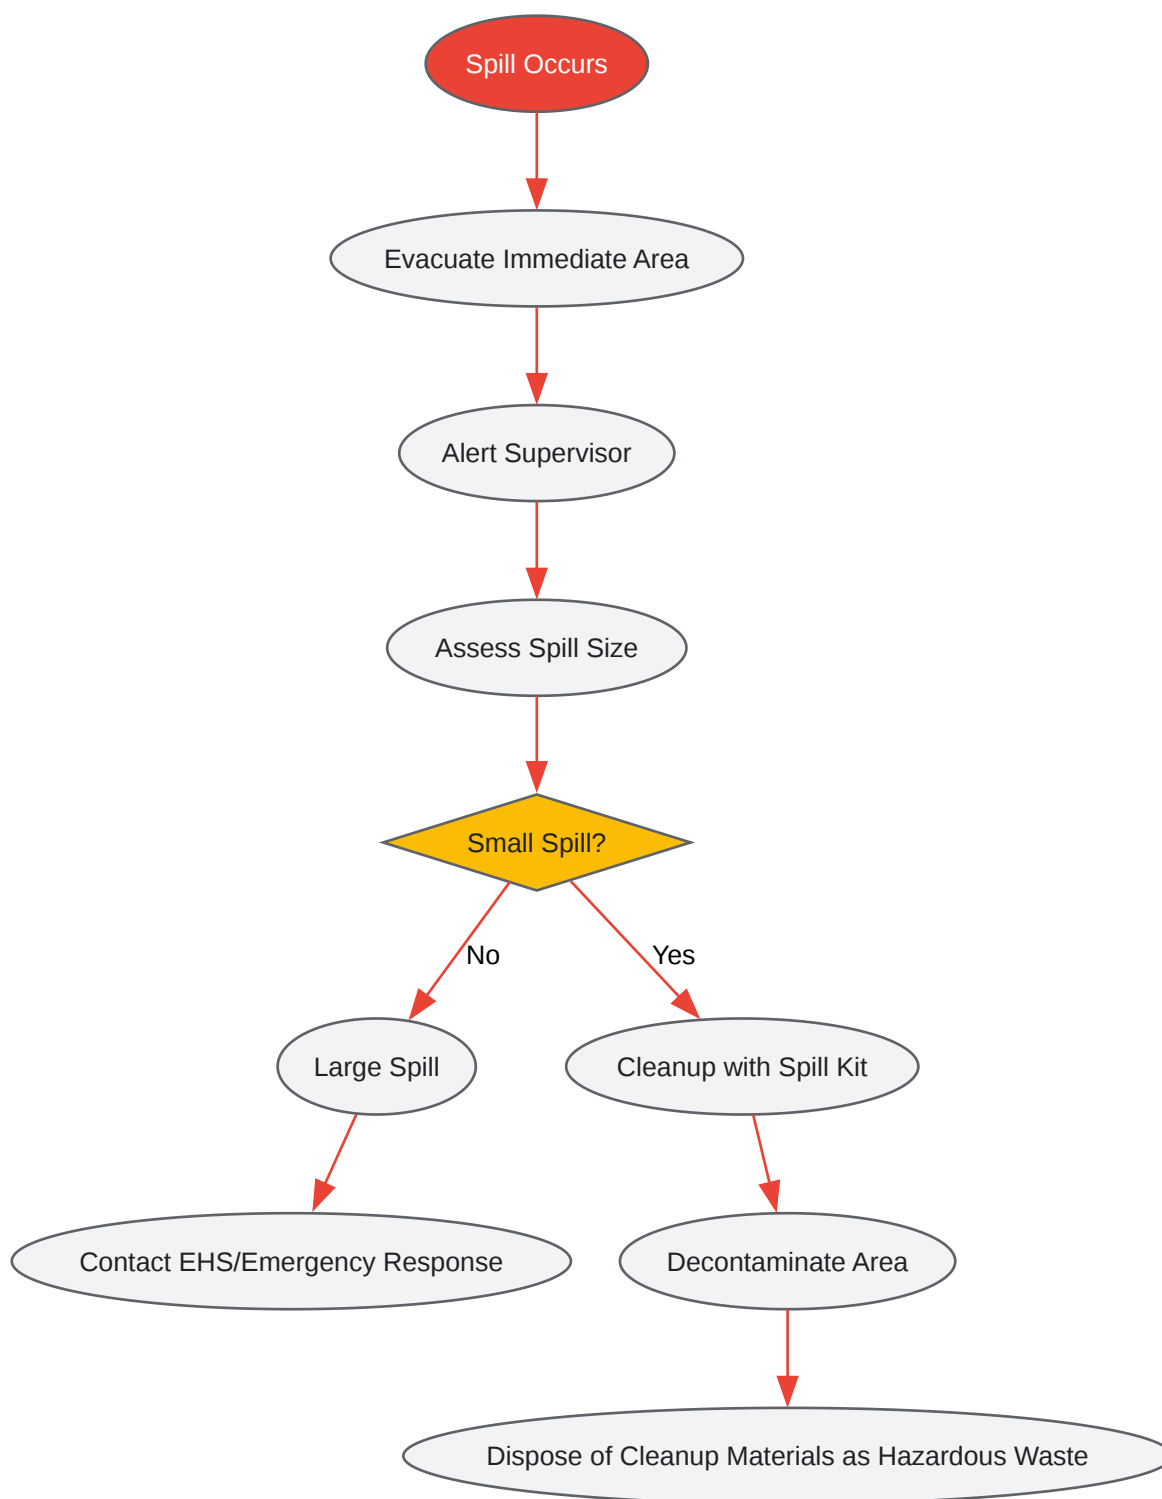 Spill Occurs
Evacuate Immediate Area
Alert Supervisor
Assess Spill Size
Small Spill?
No
Yes
Large Spill
Cleanup with Spill Kit
Contact EHS/Emergency Response
Decontaminate Area
Dispose of Cleanup Materials as Hazardous Waste